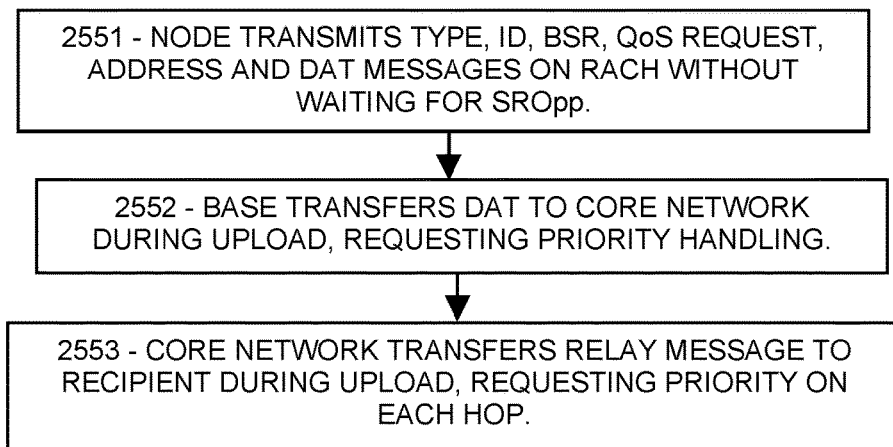 2551 - NODE TRANSMITS TYPE, ID, BSR, QoS REQUEST,
ADDRESS AND DAT MESSAGES ON RACH WITHOUT
WAITING FOR SROpp.
2552 - BASE TRANSFERS DAT TO CORE NETWORK
DURING UPLOAD, REQUESTING PRIORITY HANDLING.
2553 - CORE NETWORK TRANSFERS RELAY MESSAGE TO
RECIPIENT DURING UPLOAD, REQUESTING PRIORITY ON
EACH HOP.